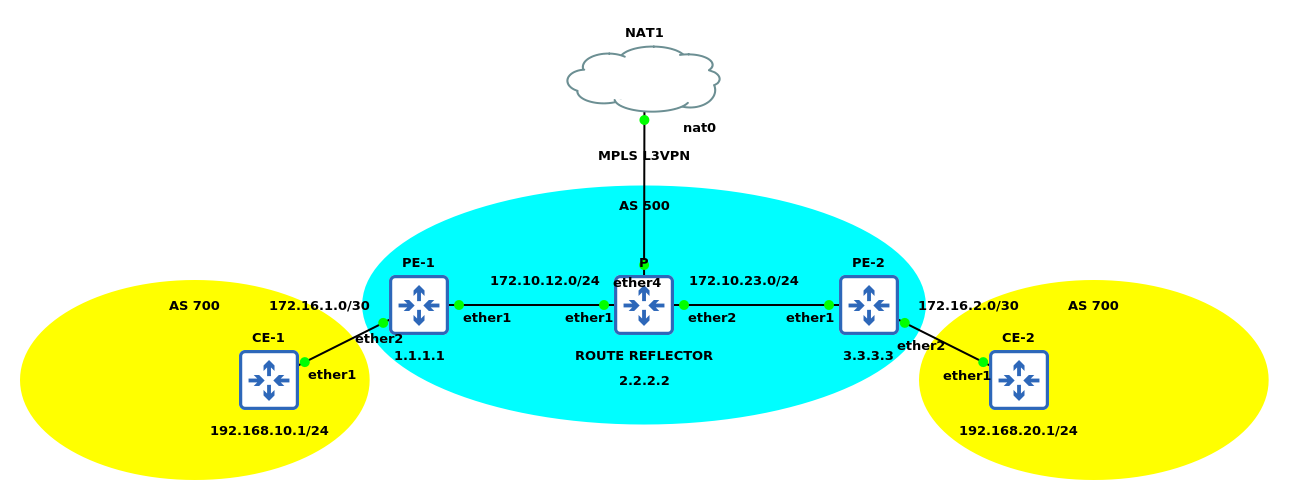 NAT1
nat0
MPLS L3VPN
AS 500
PE-1
P
PE-2
172.10.12.0/24
ether4
172.10.23.0/24
AS 700
172.16.1.0/30
172.16.2.0/30
AS 700
ether1
ether1
ether2
ether1
CE-1
ether2
ether2
CE-2
1.1.1.1
ROUTE REFLECTOR
3.3.3.3
ether1
ether1
2.2.2.2
192.168.10.1/24
192.168.20.1/24